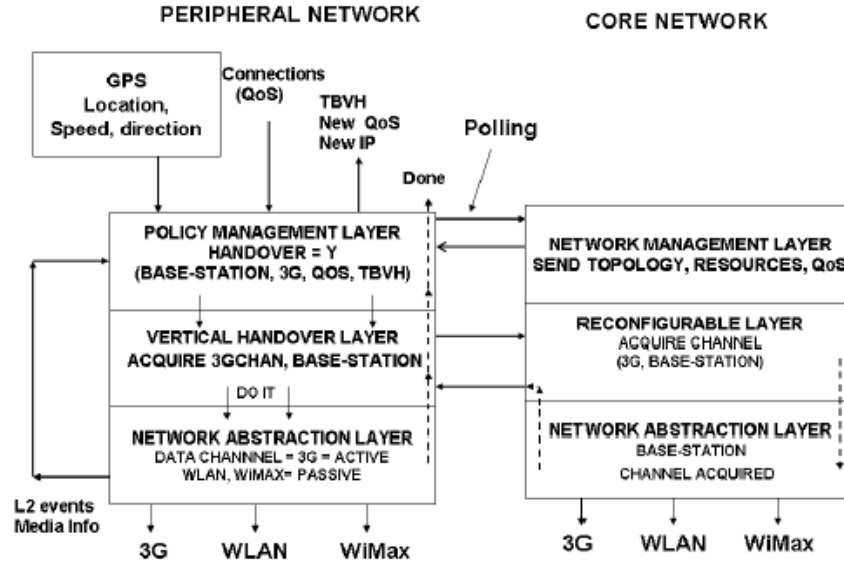 PERIPHERAL NETWORK
CORE NETWORK
GPS
Location,
Speed, direction
Connections
(QoS)
TBVH
New QoS
New IP
Done
Polling
POLICY MANAGEMENT LAYER
HANDOVER = Y
(BASE-STATION, 3G, QOS, TBVH)
NETWORK MANAGEMENT LAYER
SEND TOPOLOGY, RESOURCES, QoS
VERTICAL HANDOVER LAYER
ACQUIRE 3GCHAN, BASE-STATION
RECONFIGURABLE LAYER
ACQUIRE CHANNEL
(3G, BASE-STATION)
DO IT
NETWORK ABSTRACTION LAYER
DATA CHANNNEL = 3G = ACTIVE
WLAN, WIMAX= PASSIVE
NETWORK ABSTRACTION LAYER
BASE-STATION
CHANNEL ACQUIRED
L2 events
Media Info
3G WLAN WiMax
3G WLAN WiMax